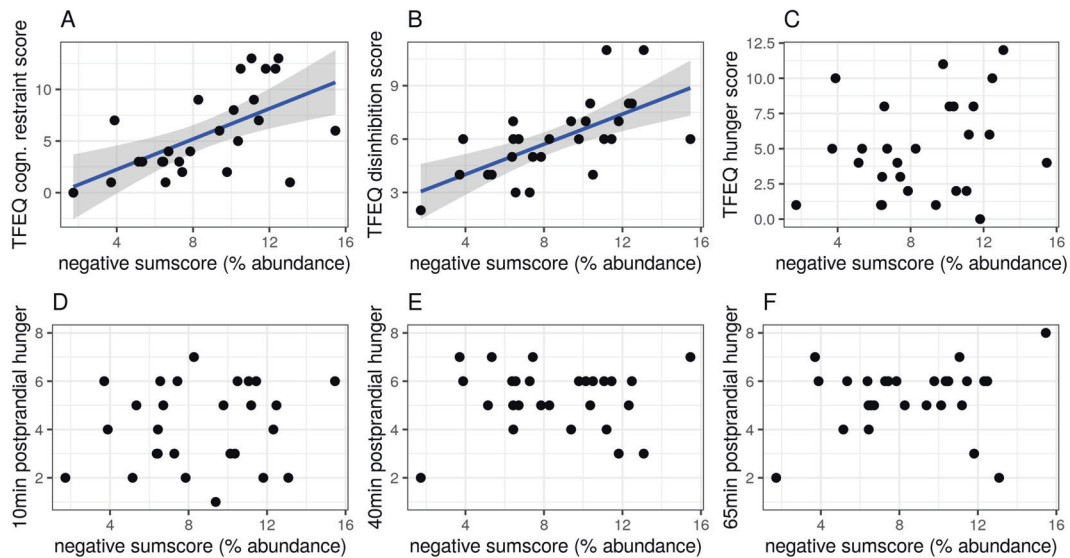 A
TFEQ cogn. restraint score
10
5
0
4
8
12
16
negative sumscore (% abundance)
B
TFEQ disinhibition score
9
6
3
4
8
12
16
negative sumscore (% abundance)
C
TFEQ hunger score
12.5
10.0
7.5
5.0
2.5
0.0
4
8
12
16
negative sumscore (% abundance)
D
10min postprandial hunger
8
6
4
2
4
8
12
16
negative sumscore (% abundance)
E
40min postprandial hunger
8
6
4
2
4
8
12
16
negative sumscore (% abundance)
F
65min postprandial hunger
8
6
4
2
4
8
12
16
negative sumscore (% abundance)